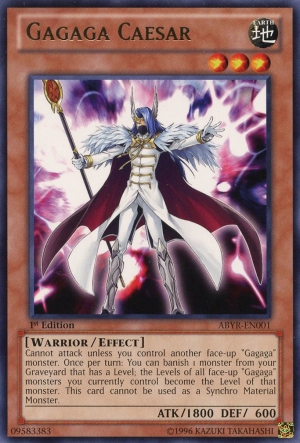 GAGAGA CAESAR
EARTH
地
1st Edition
ABYR-EN001
[WARRIOR / EFFECT]
Cannot attack unless you control another face-up "Gagaga"
monster. Once per turn: You can banish 1 monster from your
Graveyard that has a Level; the Levels of all face-up "Gagaga"
monsters you currently control become the Level of that
monster. This card cannot be used as a Synchro Material
Monster.
ATK/1800 DEF/ 600
09583383
©1996 KAZUKI TAKAHASHI